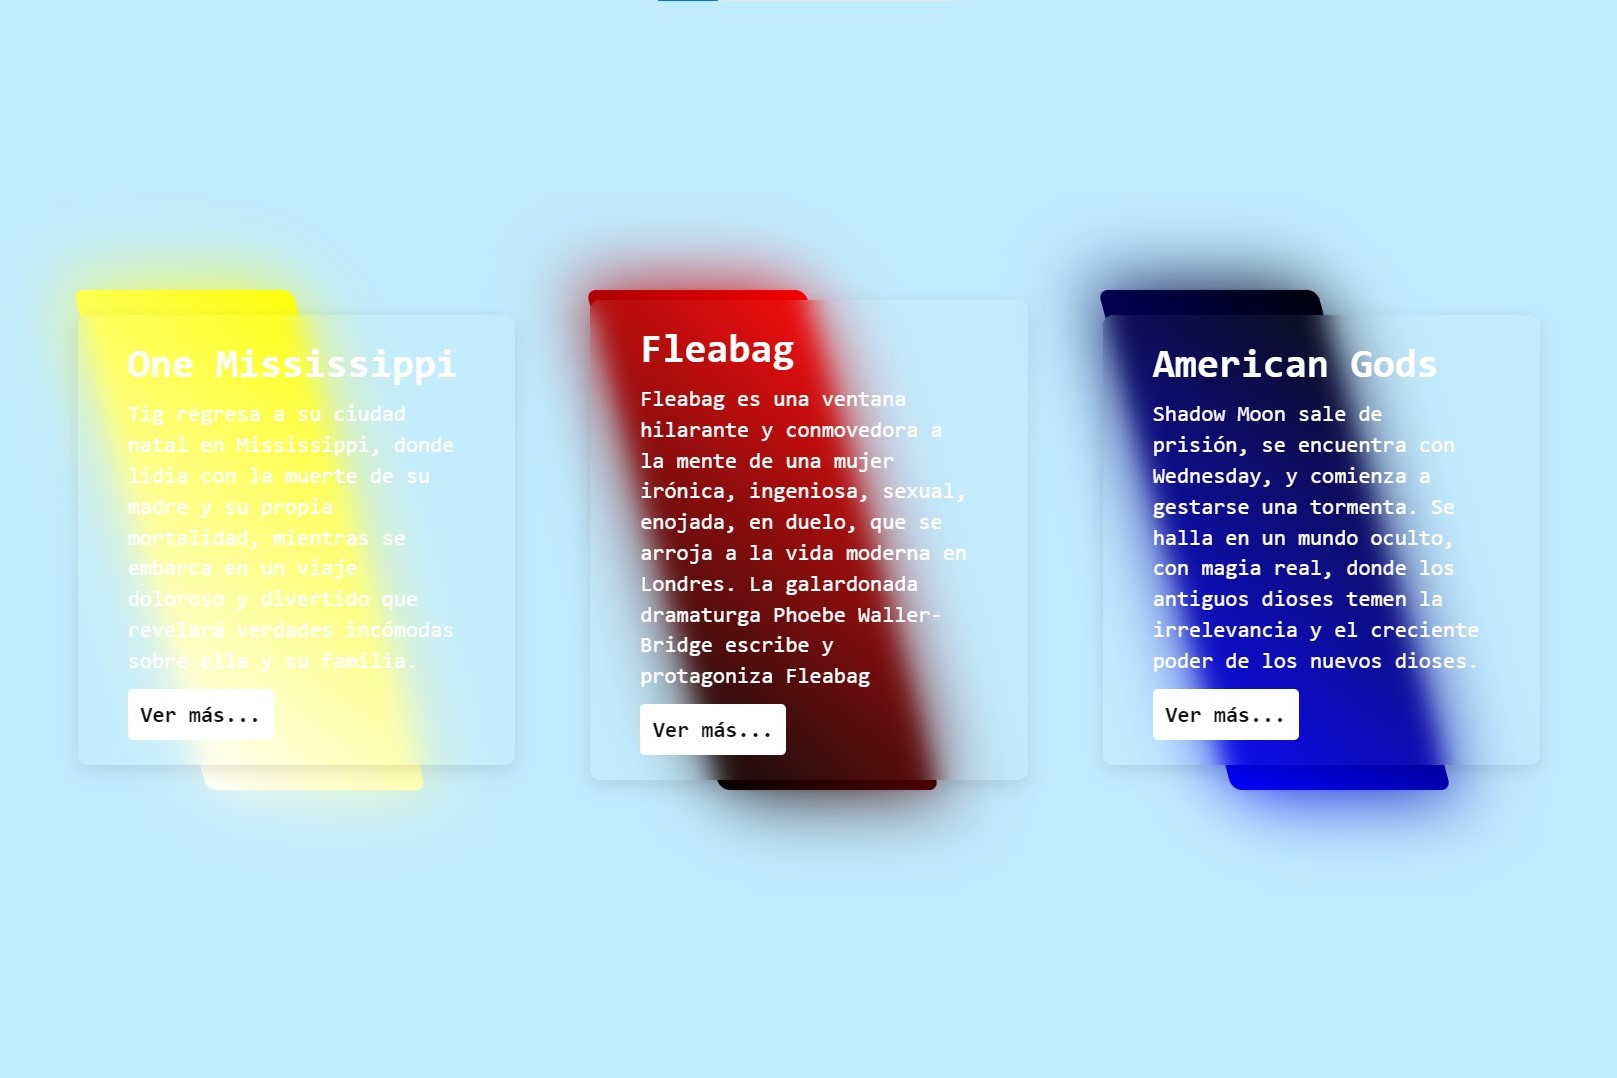 One Mississippi
Tig regresa a su ciudad
natal en Mississippi, donde
lidia con la muerte de su
madre y su propia
mortalidad, mientras se
embarca en un viaje
doloroso y divertido que
revelará verdades incómodas
sobre ella y su familia.
Ver más...
Fleabag
Fleabag es una ventana
hilarante y conmovedora a
la mente de una mujer
irónica, ingeniosa, sexual,
enojada, en duelo, que se
arroja a la vida moderna en
Londres. La galardonada
dramaturga Phoebe Waller-
Bridge escribe y
protagoniza Fleabag
Ver más...
American Gods
Shadow Moon sale de
prisión, se encuentra con
Wednesday, y comienza a
gestarse una tormenta. Se
halla en un mundo oculto,
con magia real, donde los
antiguos dioses temen la
irrelevancia y el creciente
poder de los nuevos dioses.
Ver más...